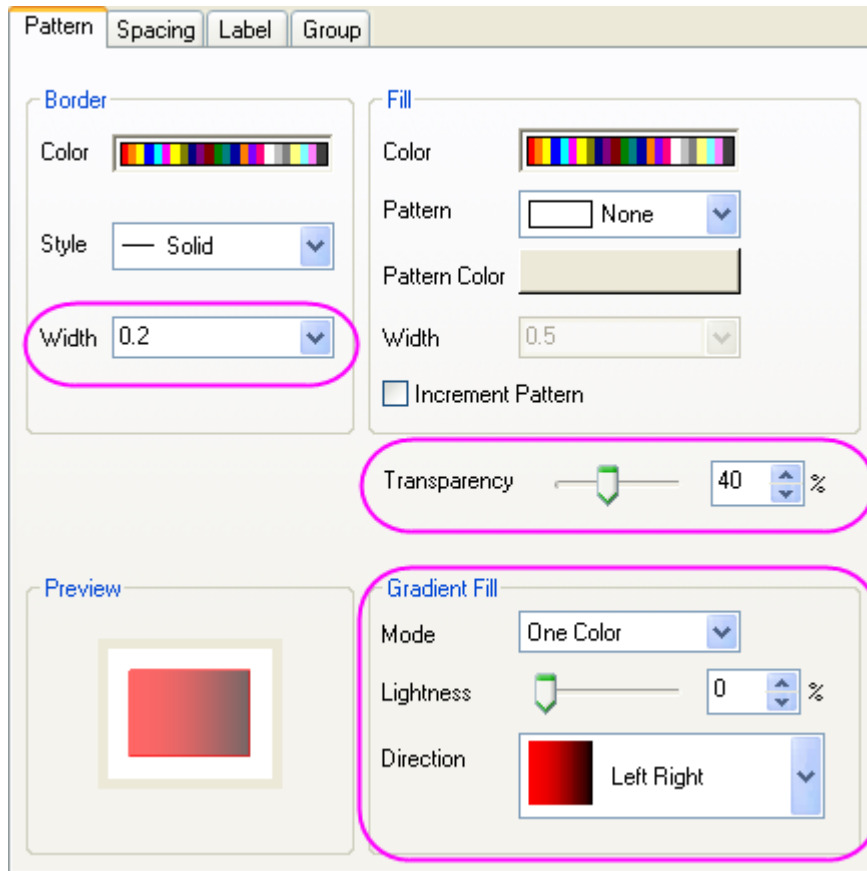 Pattern Spacing Label Group
Border
Color
Style Solid
Width 0.2
Fill
Color
Pattern None
Pattern Color
Width 0.5
Increment Pattern
Transparency 40 %
Preview
Gradient Fill
Mode One Color
Lightness 0 %
Direction Left Right